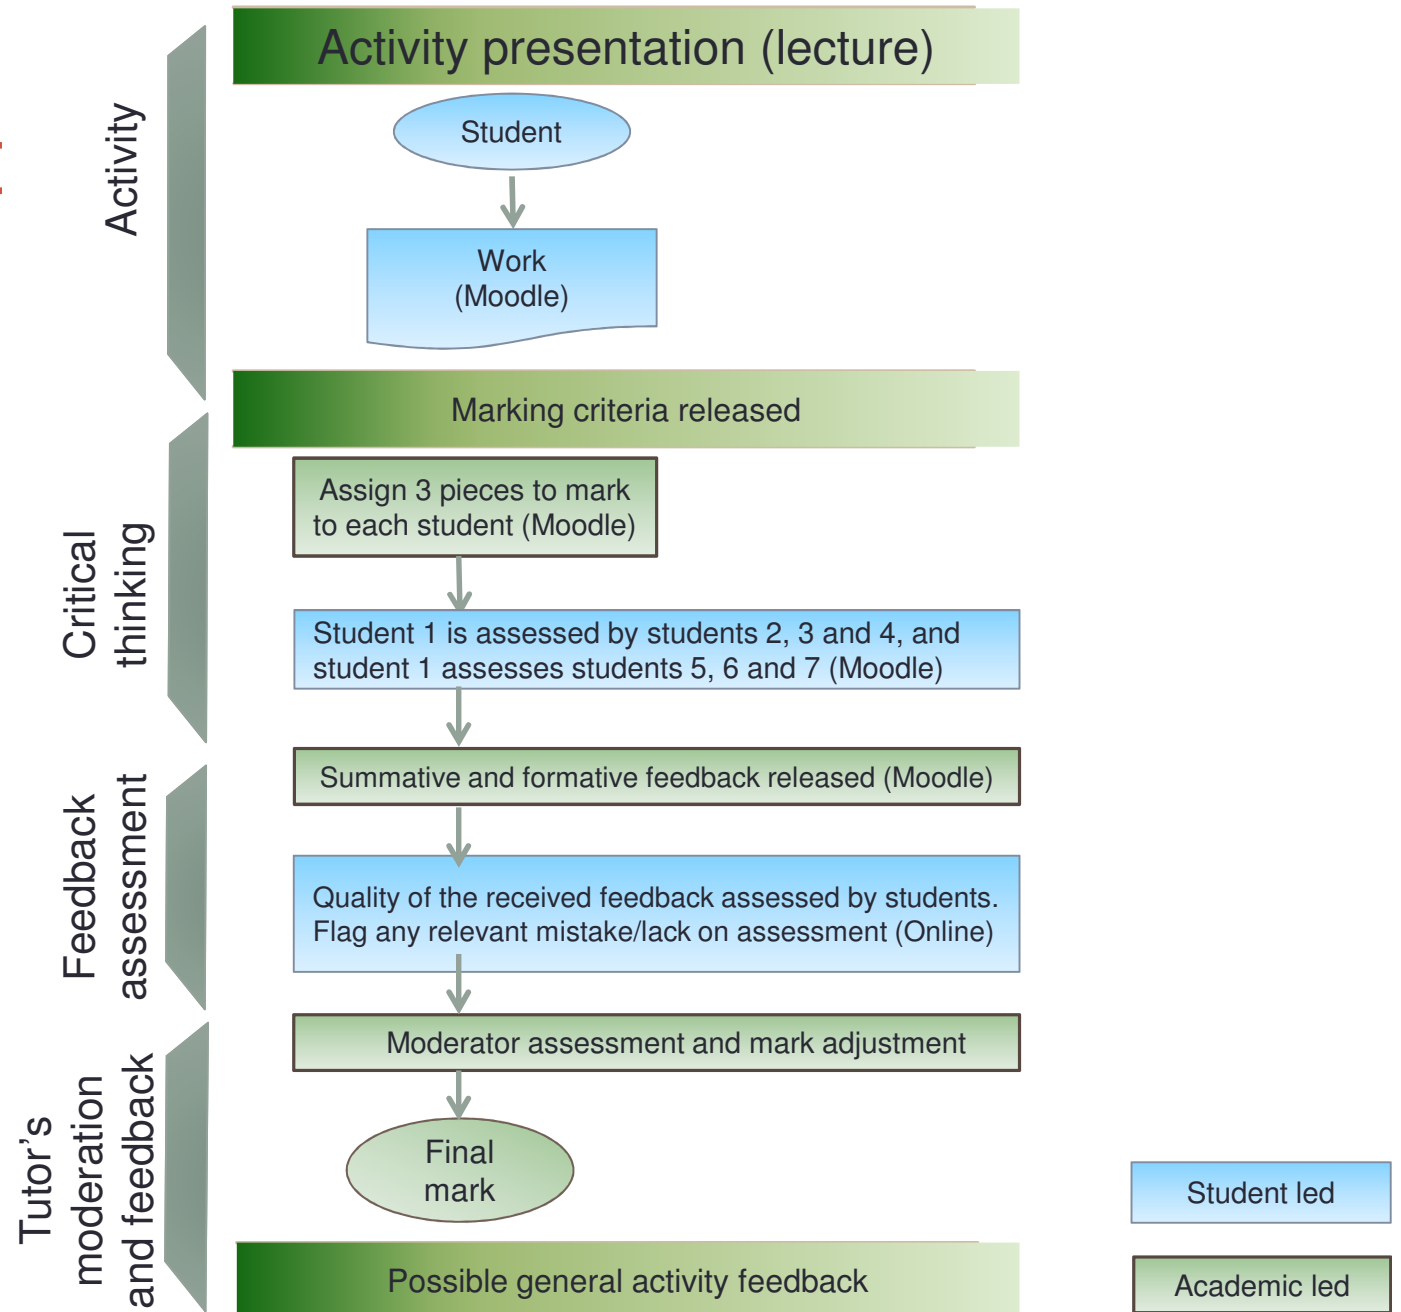 Activity presentation (lecture)
Activity
Student
Work
(Moodle)
Marking criteria released
Critical
thinking
Assign 3 pieces to mark
to each student (Moodle)
Student 1 is assessed by students 2, 3 and 4, and
student 1 assesses students 5, 6 and 7 (Moodle)
Feedback
assessment
Summative and formative feedback released (Moodle)
Quality of the received feedback assessed by students.
Flag any relevant mistake/lack on assessment (Online)
Tutor’s
moderation
and feedback
Moderator assessment and mark adjustment
Final
mark
Possible general activity feedback
Student led
Academic led